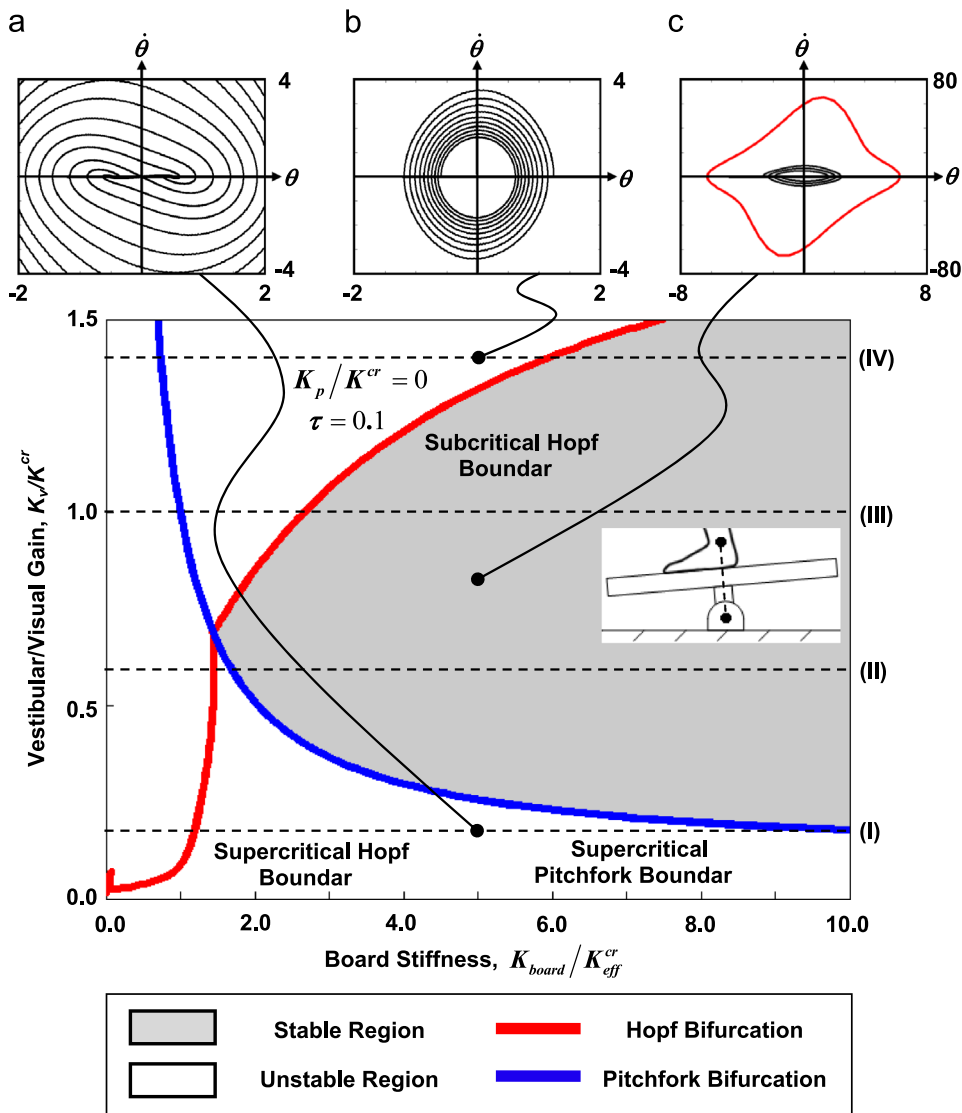 a
b
c
θ̇
θ̇
θ̇
4
4
80
θ
θ
θ
-4
-4
-80
-2
2
-2
2
-8
8
1.5
1.0
0.5
0.0
Vestibular/Visual Gain, Kv/K^cr
K_p/K^cr = 0
τ = 0.1
Subcritical Hopf
Boundar
(IV)
(III)
(II)
(I)
Supercritical Hopf
Boundar
Supercritical
Pitchfork Boundar
0.0
2.0
4.0
6.0
8.0
10.0
Board Stiffness, K_board/K_eff^cr
Stable Region
Hopf Bifurcation
Unstable Region
Pitchfork Bifurcation